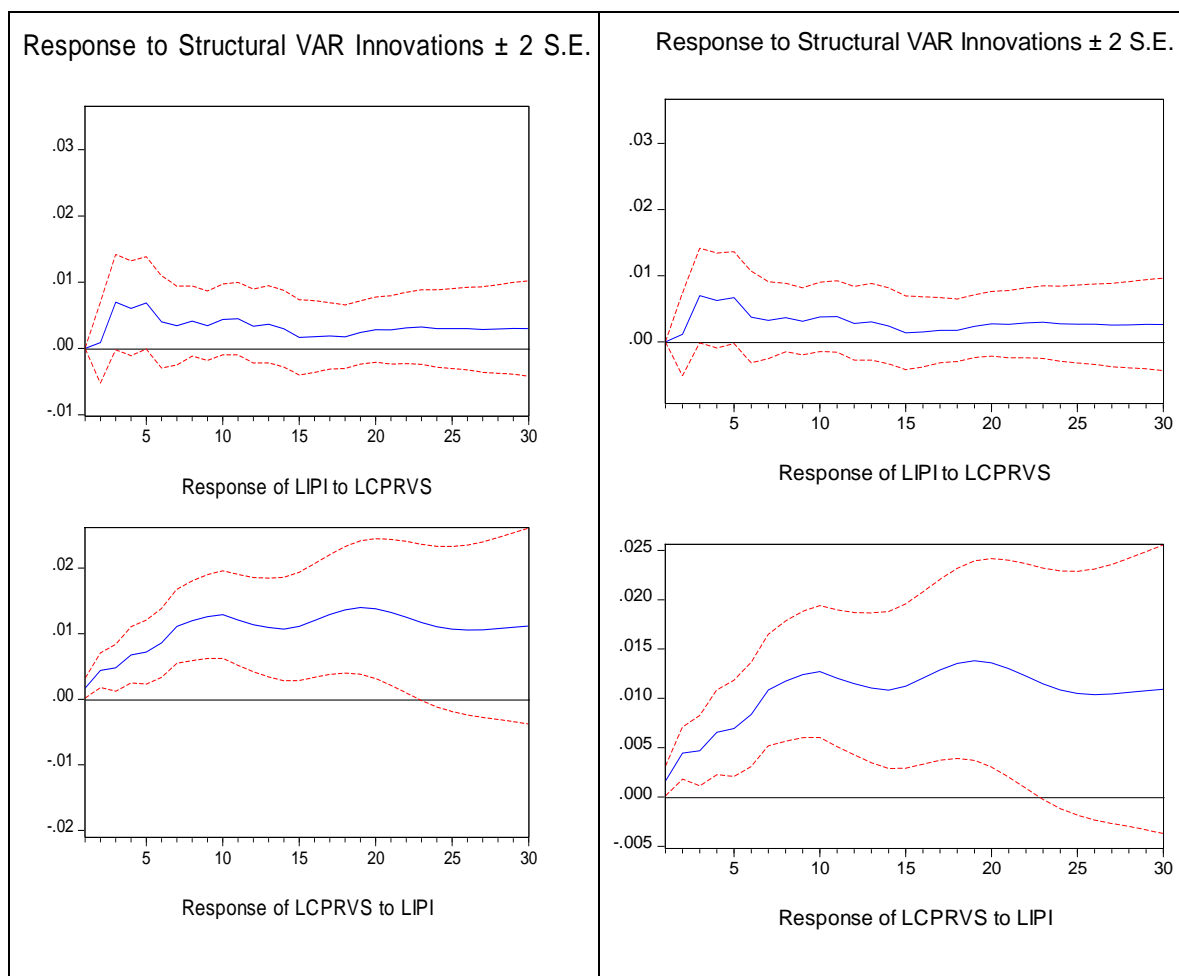 Response to Structural VAR Innovations ± 2 S.E.
.03
.02
.01
.00
-.01
5 10 15 20 25 30
Response of LIPI to LCPRVS
.02
.01
.00
-.01
-.02
5 10 15 20 25 30
Response of LCPRVS to LIPI
Response to Structural VAR Innovations ± 2 S.E.
.03
.02
.01
.00
5 10 15 20 25 30
Response of LIPI to LCPRVS
.025
.020
.015
.010
.005
.000
-.005
5 10 15 20 25 30
Response of LCPRVS to LIPI